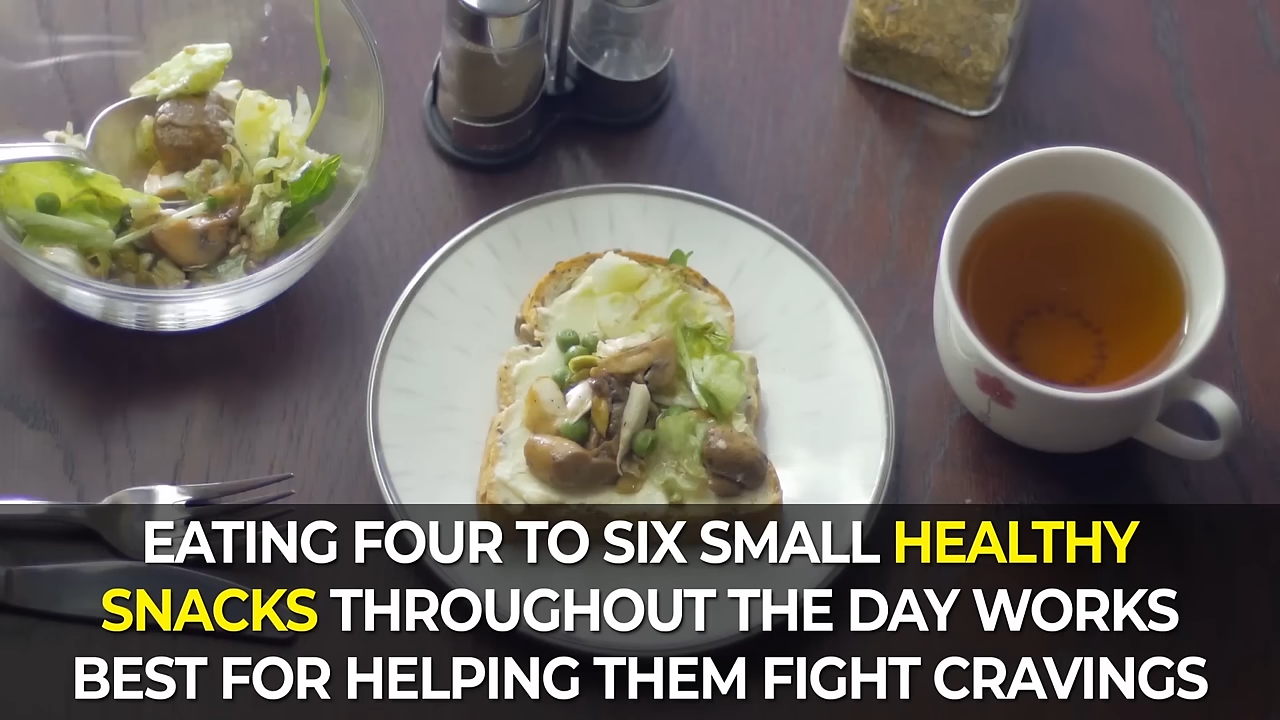 EATING FOUR TO SIX SMALL HEALTHY
SNACKS THROUGHOUT THE DAY WORKS
BEST FOR HELPING THEM FIGHT CRAVINGS